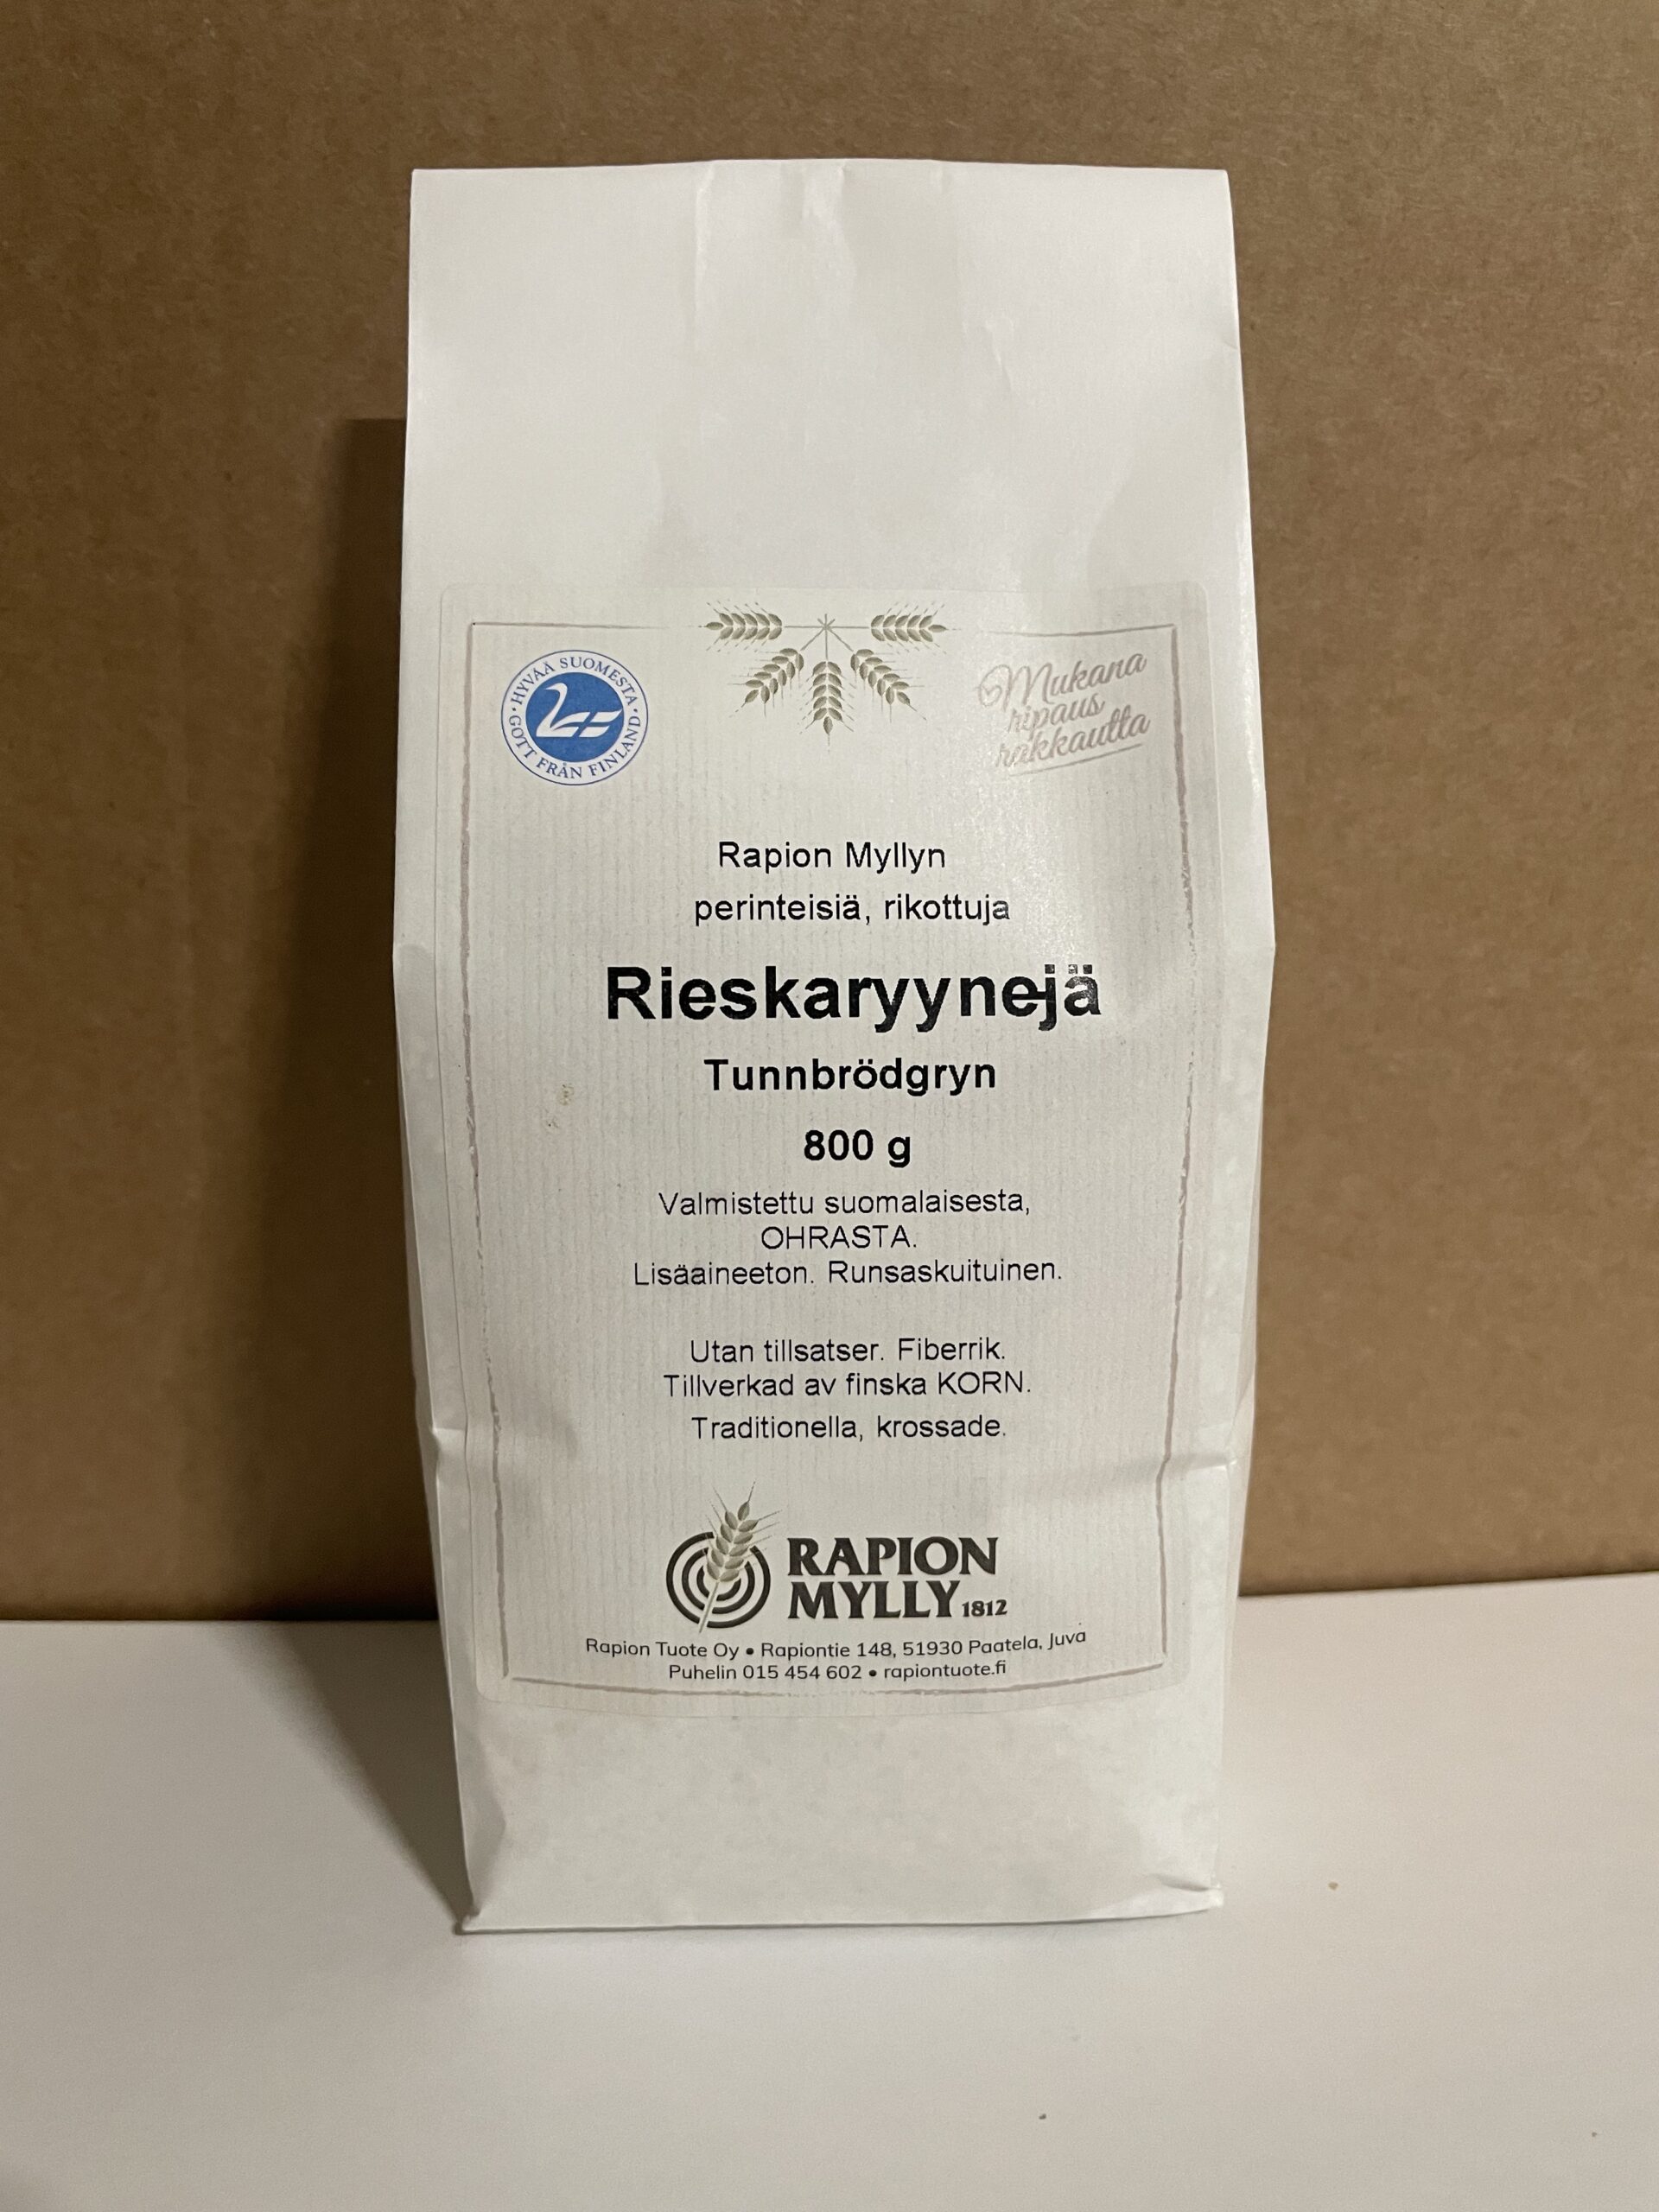 HYVÄÄ SUOMESTA
GOTT FRÅN FINLAND
Mukana
ripaus
rakkautta
Rapion Myllyn
perinteisiä, rikottuja
Rieskaryynejä
Tunnbrödgryn
800 g
Valmistettu suomalaisesta,
OHRASTA.
Lisäaineeton. Runsaskuituinen.
Utan tillsatser. Fiberrik.
Tillverkad av finska KORN.
Traditionella, krossade.
RAPION
MYLLY 1812
Rapion Tuote Oy • Rapiontie 148, 51930 Paatela, Juva
Puhelin 015 454 602 • rapiontuote.fi